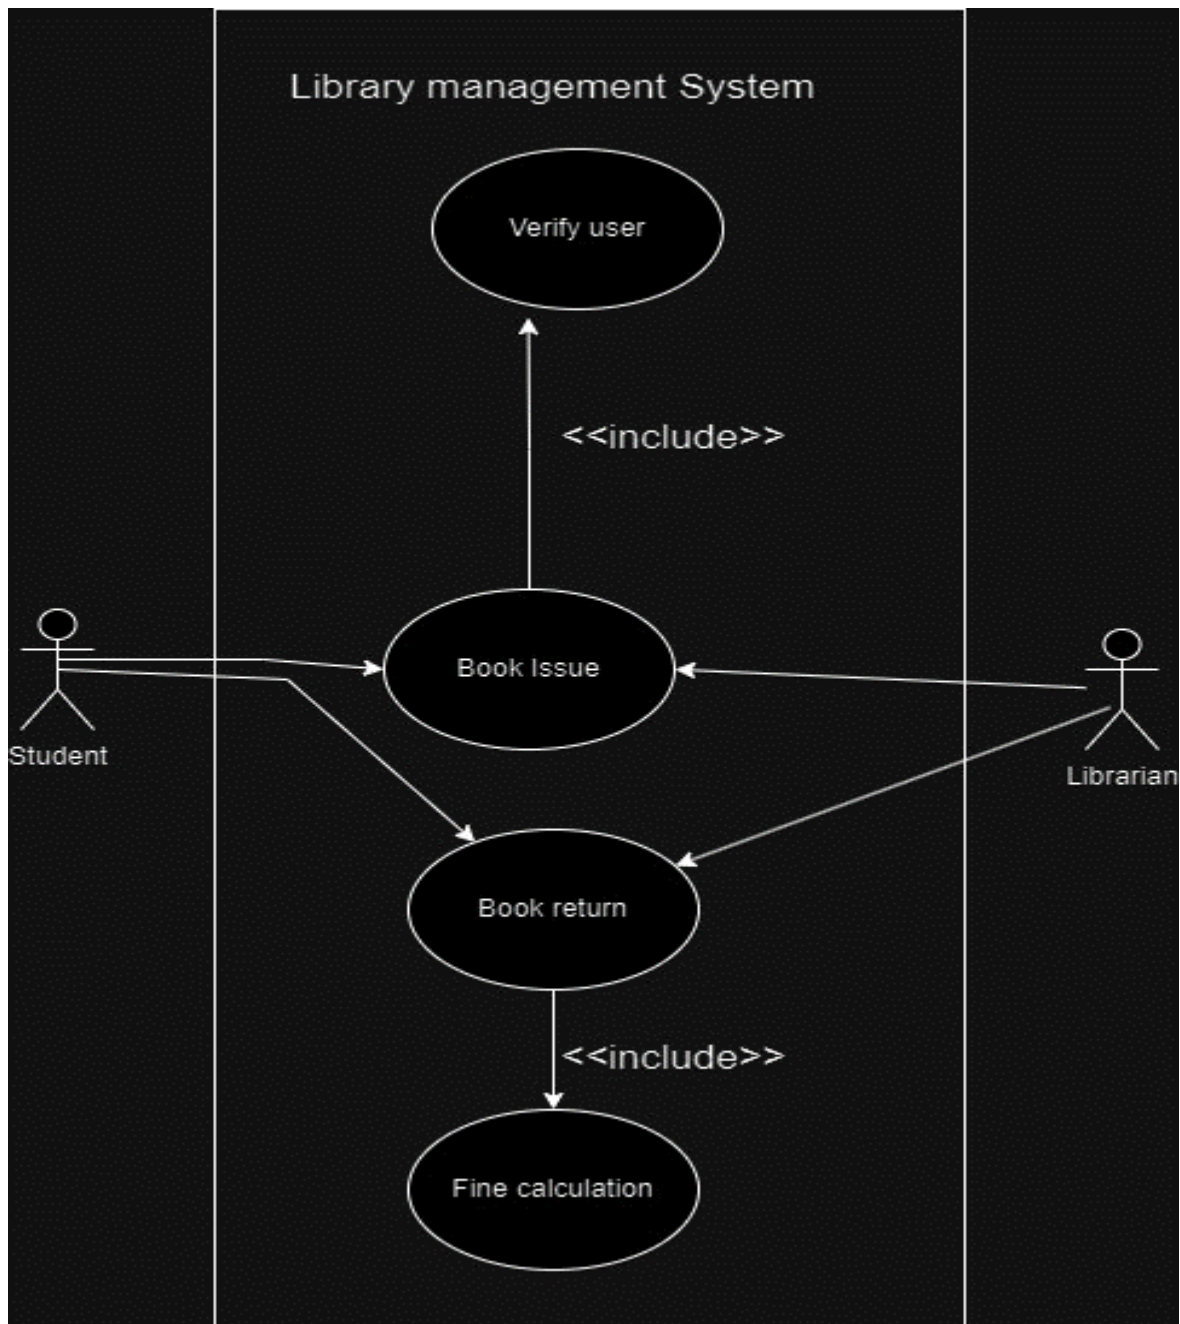 Library management System
Verify user
<<include>>
Book Issue
Student
Librarian
Book return
<<include>>
Fine calculation